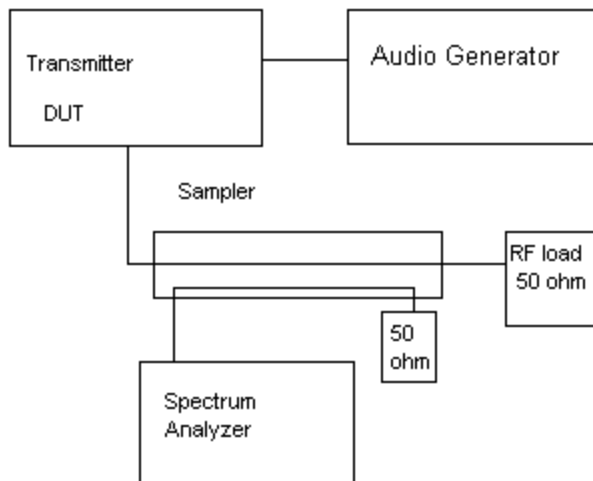 Transmitter
DUT
Audio Generator
Sampler
RF load
50 ohm
50
ohm
Spectrum
Analyzer